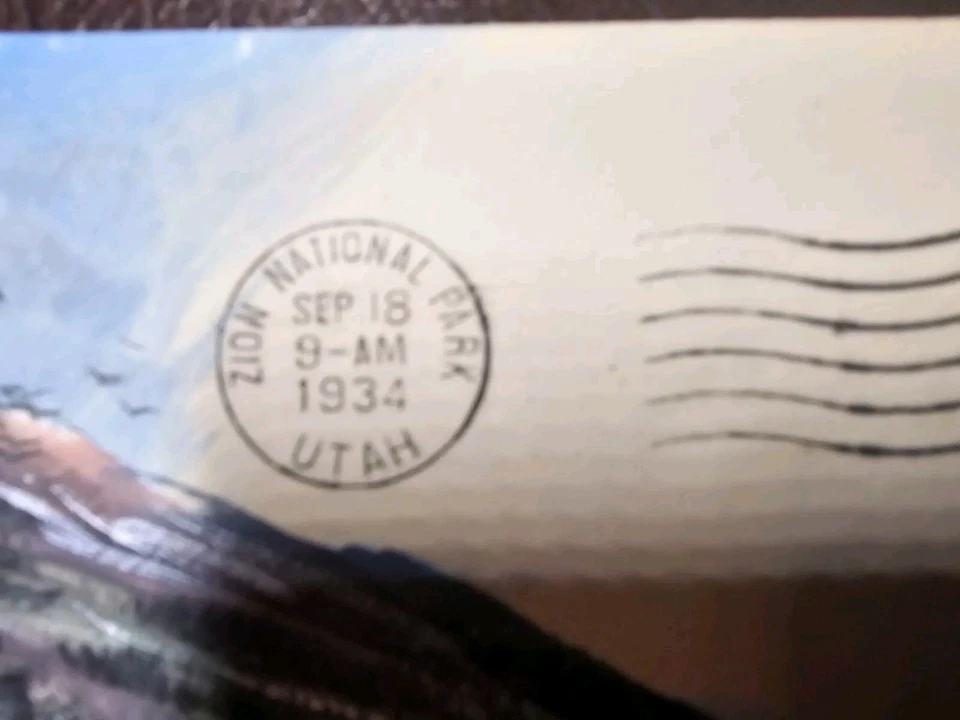 ZION NATIONAL PARK
SEP 18
9-AM
1934
UTAH